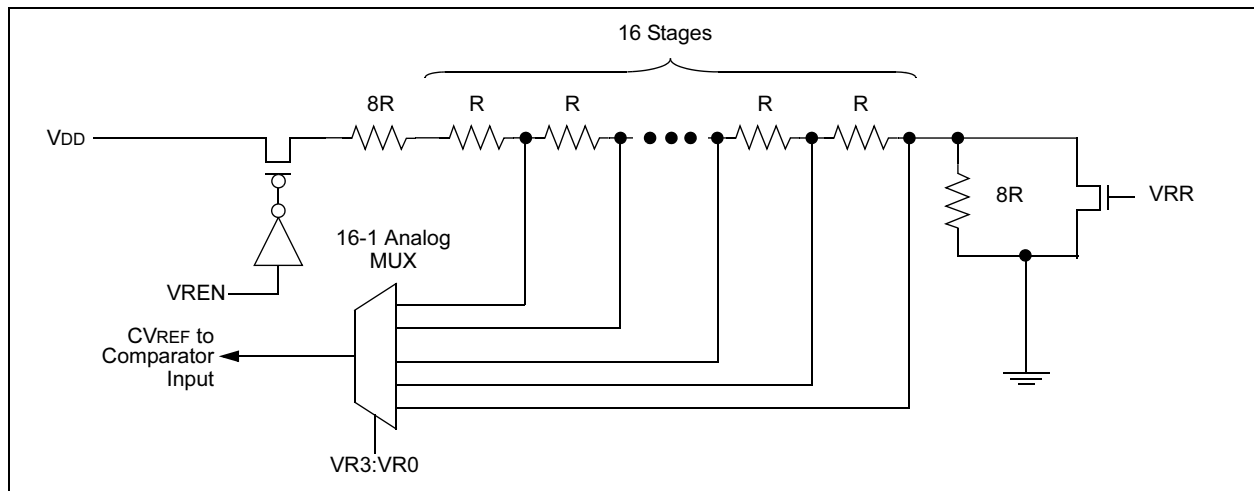 16 Stages
8R
R
R
R
R
VDD
8R
VRR
16-1 Analog
MUX
VREN
CVREF to
Comparator
Input
VR3:VR0